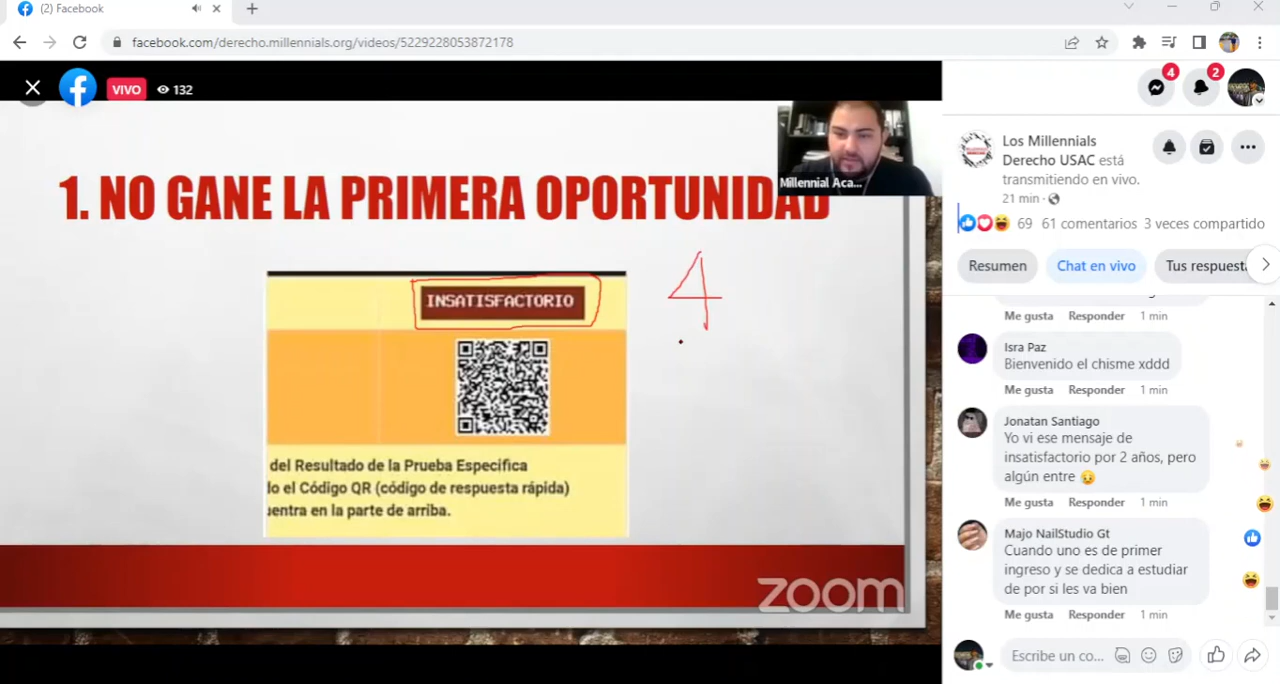 (2) Facebook
facebook.com/derecho.millennials.org/videos/5229228053872178
VIVO
132
1. NO GANE LA PRIMERA OPORTUNIDAD
Millennial Aca...
INSATISFACTORIO
4
del Resultado de la Prueba Específica
lo el Código QR (código de respuesta rápida)
uentra en la parte de arriba.
zoom
4
2
Los Millennials
Derecho USAC está
transmitiendo en vivo.
21 min ·
69 61 comentarios 3 veces compartido
Resumen
Chat en vivo
Tus respuesta
Me gusta Responder 1 min
Isra Paz
Bienvenido el chisme xddd
Me gusta Responder 1 min
Jonatan Santiago
Yo vi ese mensaje de
insatisfactorio por 2 años, pero
algún entre 😥
Me gusta Responder 1 min
Majo NailStudio Gt
Cuando uno es de primer
ingreso y se dedica a estudiar
de por si les va bien
Me gusta Responder 1 min
Escribe un co...